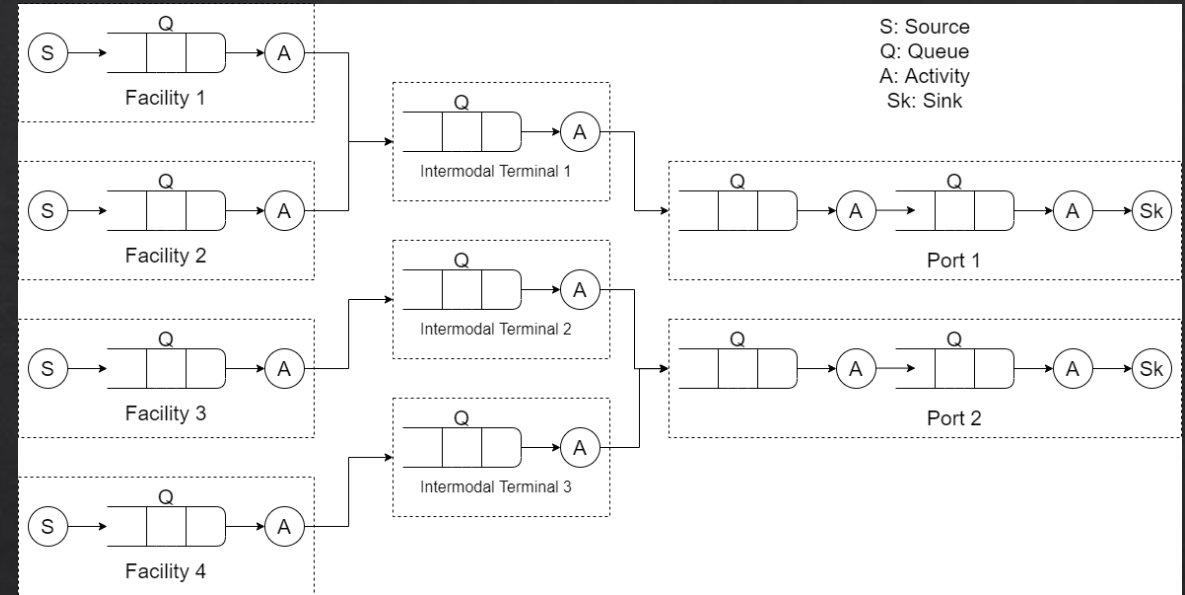 S: Source
Q: Queue
A: Activity
Sk: Sink
Q
S
A
Facility 1
Q
A
Intermodal Terminal 1
Q
S
A
Facility 2
Q
Q
A
A
Sk
Port 1
Q
A
Intermodal Terminal 2
Q
S
A
Facility 3
Q
Q
A
A
Sk
Port 2
Q
A
Intermodal Terminal 3
Q
S
A
Facility 4